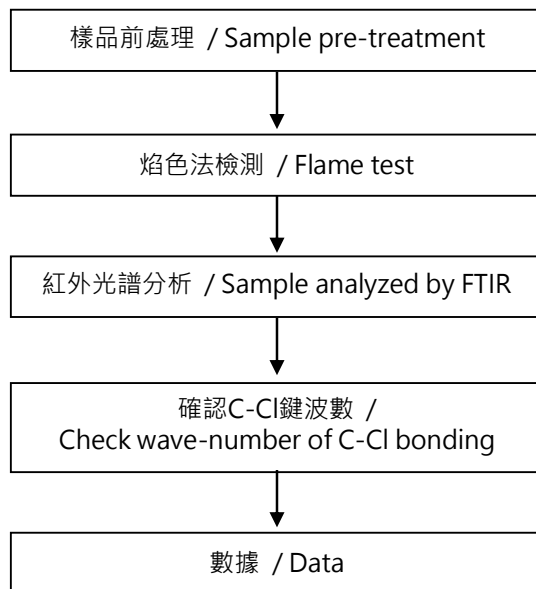 樣品前處理 / Sample pre-treatment
焰色法檢測 / Flame test
紅外光譜分析 / Sample analyzed by FTIR
確認C-Cl鍵波數 /
Check wave-number of C-Cl bonding
數據 / Data